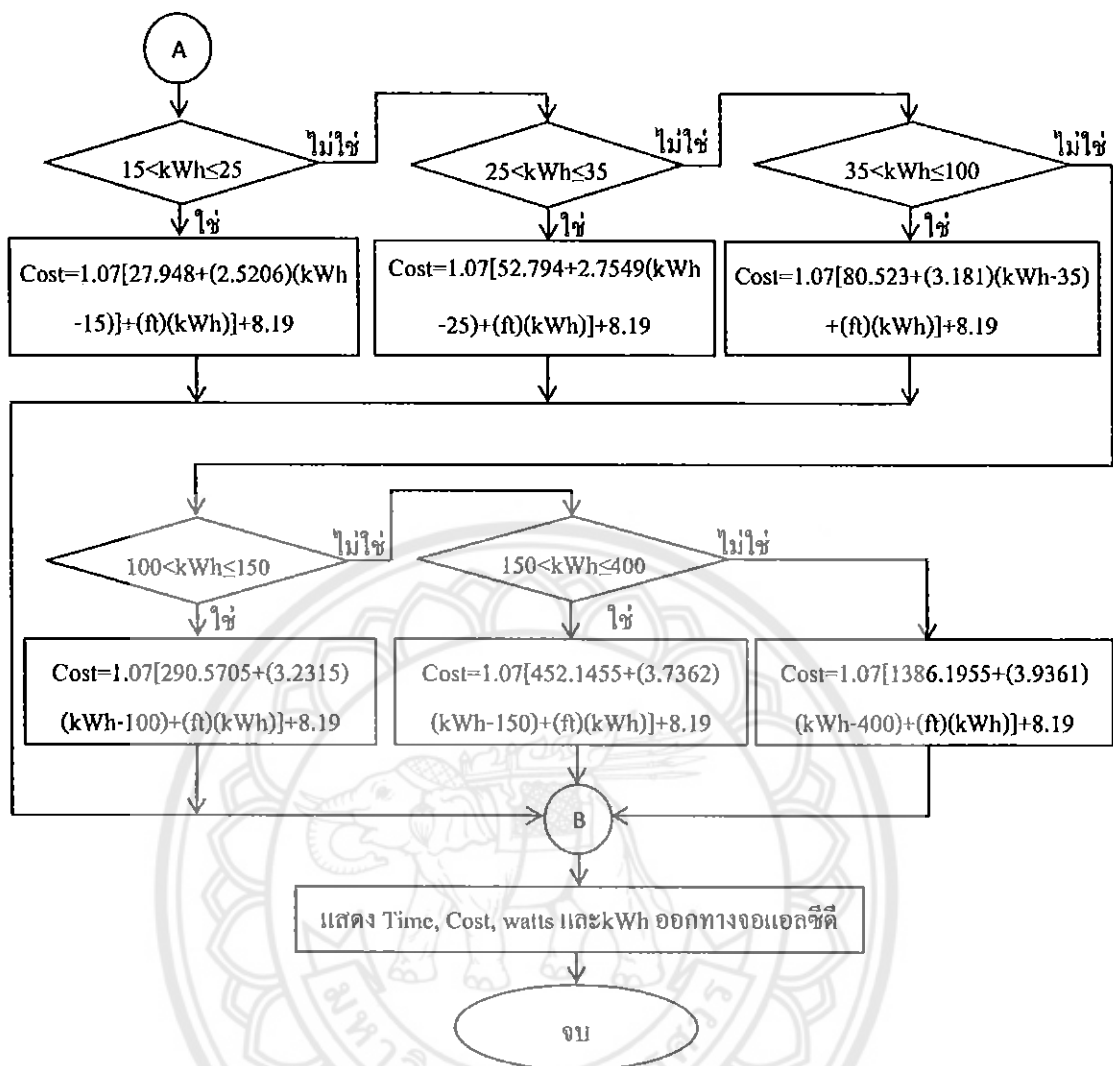 A
15<kWh≤25
ไม่ใช่
25<kWh≤35
ไม่ใช่
35<kWh≤100
ไม่ใช่
ใช่
ใช่
ใช่
Cost=1.07[27.948+(2.5206)(kWh
-15)}+(ft)(kWh)]+8.19
Cost=1.07[52.794+2.7549(kWh
-25)+(ft)(kWh)]+8.19
Cost=1.07[80.523+(3.181)(kWh-35)
+(ft)(kWh)]+8.19
100<kWh≤150
ไม่ใช่
150<kWh≤400
ไม่ใช่
ใช่
ใช่
Cost=1.07[290.5705+(3.2315)
(kWh-100)+(ft)(kWh)]+8.19
Cost=1.07[452.1455+(3.7362)
(kWh-150)+(ft)(kWh)]+8.19
Cost=1.07[1386.1955+(3.9361)
(kWh-400)+(ft)(kWh)]+8.19
B
แสดง Time, Cost, watts และkWh ออกทางจอแอลซีดี
จบ